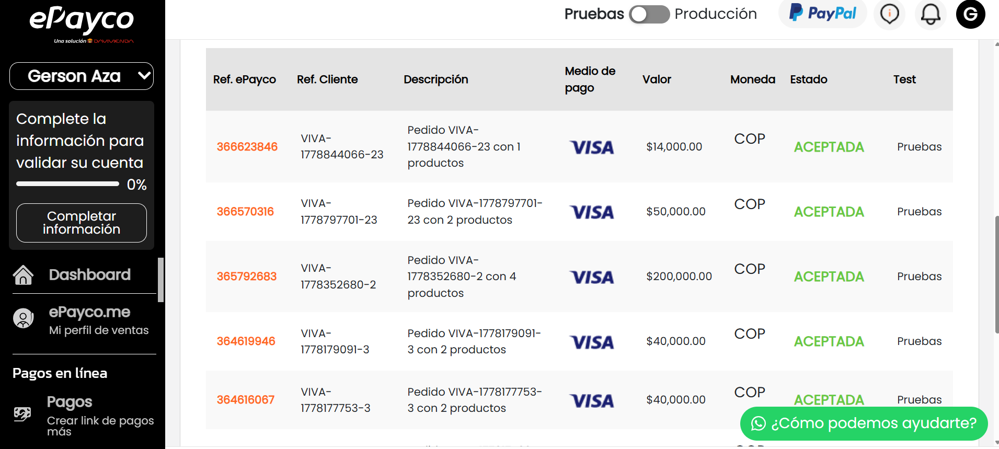 ePayco
Una solución DAVIVIENDA
Gerson Aza
Complete la
información para
validar su cuenta
0%
Completar
información
Dashboard
ePayco.me
Mi perfil de ventas
Pagos en línea
Pagos
Crear link de pagos
más
Pruebas
Producción
PayPal
G
Ref. ePayco
Ref. Cliente
Descripción
Medio de
pago
Valor
Moneda
Estado
Test
366623846
VIVA-
1778844066-23
Pedido VIVA-
1778844066-23 con 1
productos
VISA
$14,000.00
COP
ACEPTADA
Pruebas
366570316
VIVA-
1778797701-23
Pedido VIVA-1778797701-
23 con 2 productos
VISA
$50,000.00
COP
ACEPTADA
Pruebas
365792683
VIVA-
1778352680-2
Pedido VIVA-
1778352680-2 con 4
productos
VISA
$200,000.00
COP
ACEPTADA
Pruebas
364619946
VIVA-
1778179091-3
Pedido VIVA-1778179091-
3 con 2 productos
VISA
$40,000.00
COP
ACEPTADA
Pruebas
364616067
VIVA-
1778177753-3
Pedido VIVA-1778177753-
3 con 2 productos
VISA
$40,000.00
COP
ACEPTADA
Pruebas
¿Cómo podemos ayudarte?